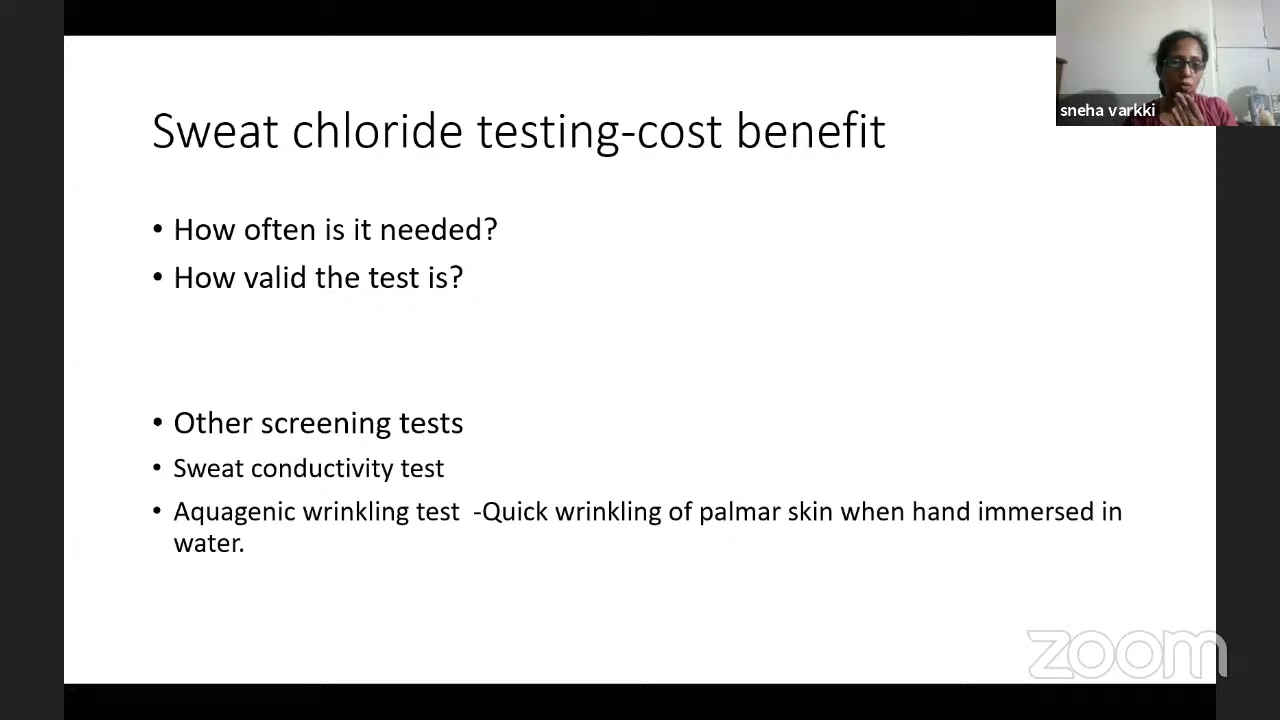 sneha varkki
Sweat chloride testing-cost benefit
• How often is it needed?
• How valid the test is?
• Other screening tests
• Sweat conductivity test
• Aquagenic wrinkling test  -Quick wrinkling of palmar skin when hand immersed in
water.
zoom